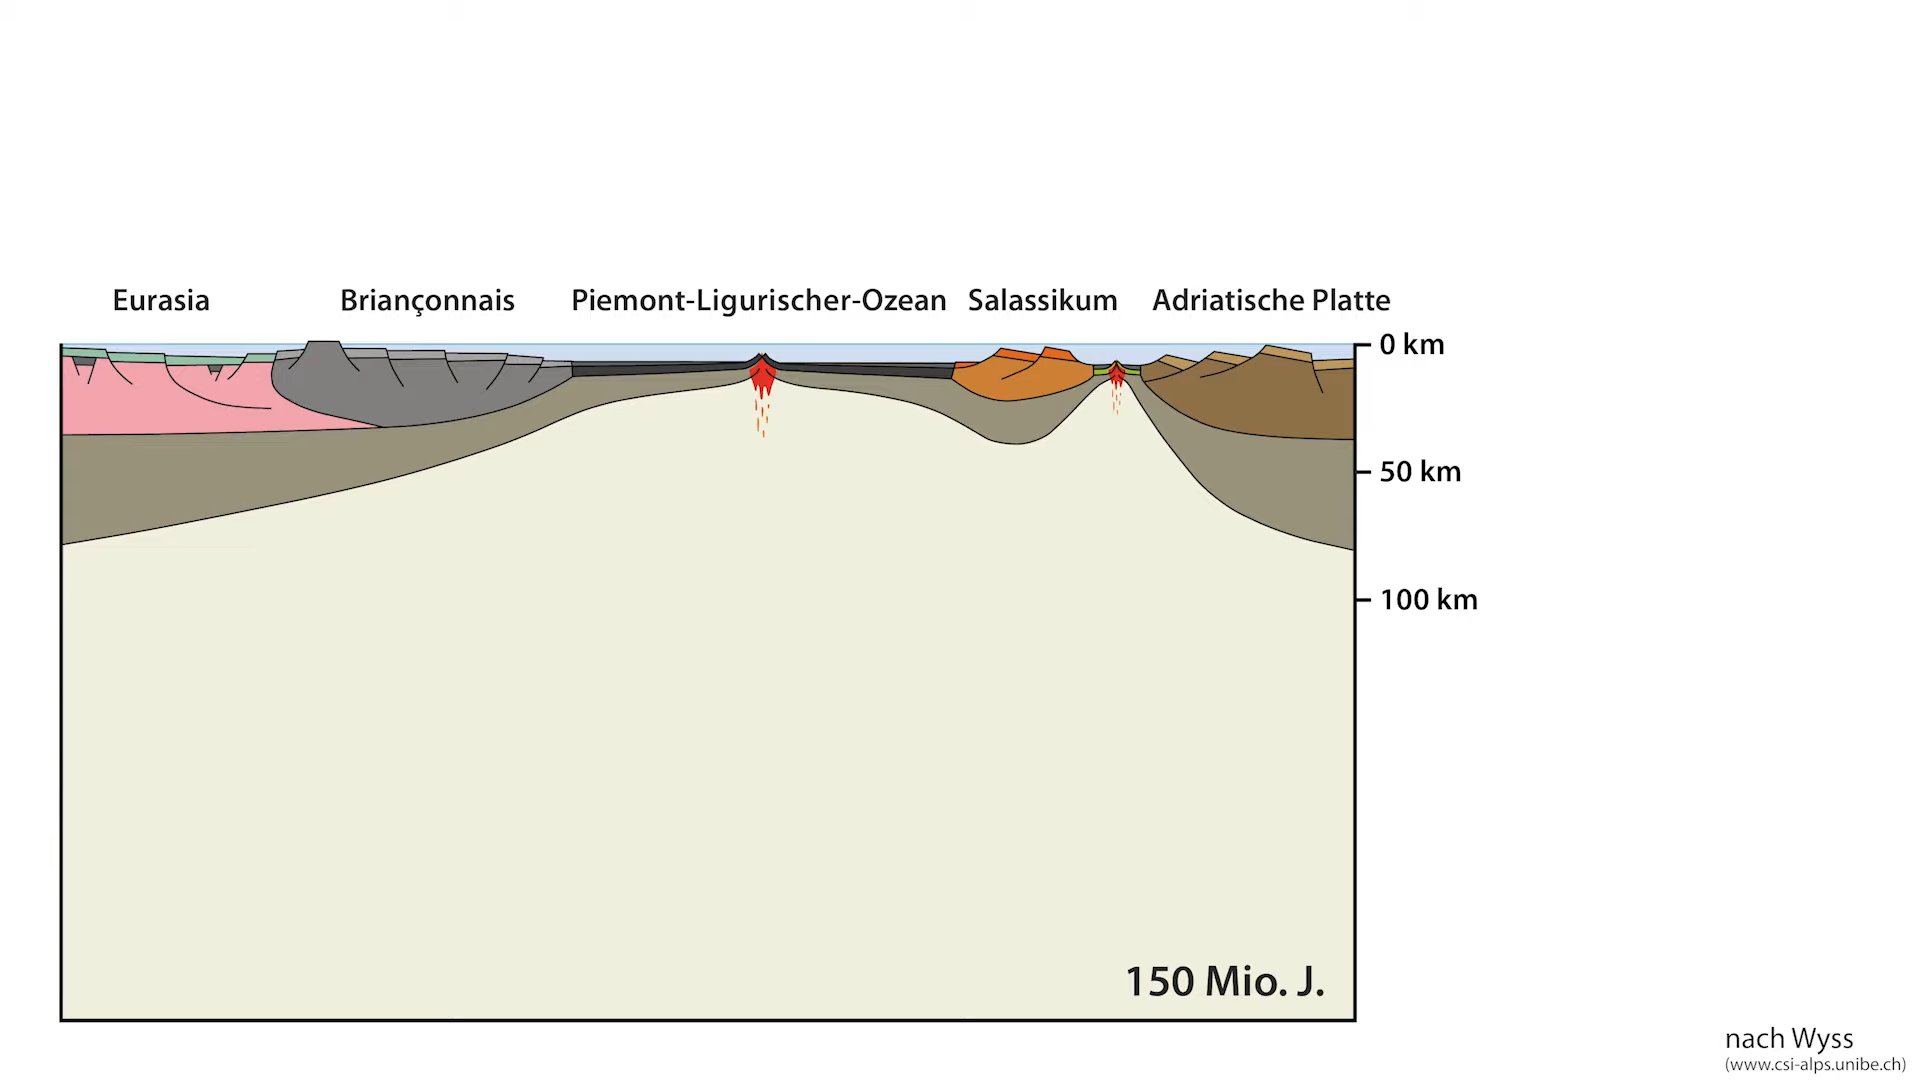 Eurasia Briançonnais Piemont-Ligurischer-Ozean Salassikum Adriatische Platte
0 km
50 km
100 km
150 Mio. J.
nach Wyss
(www.csi-alps.unibe.ch)